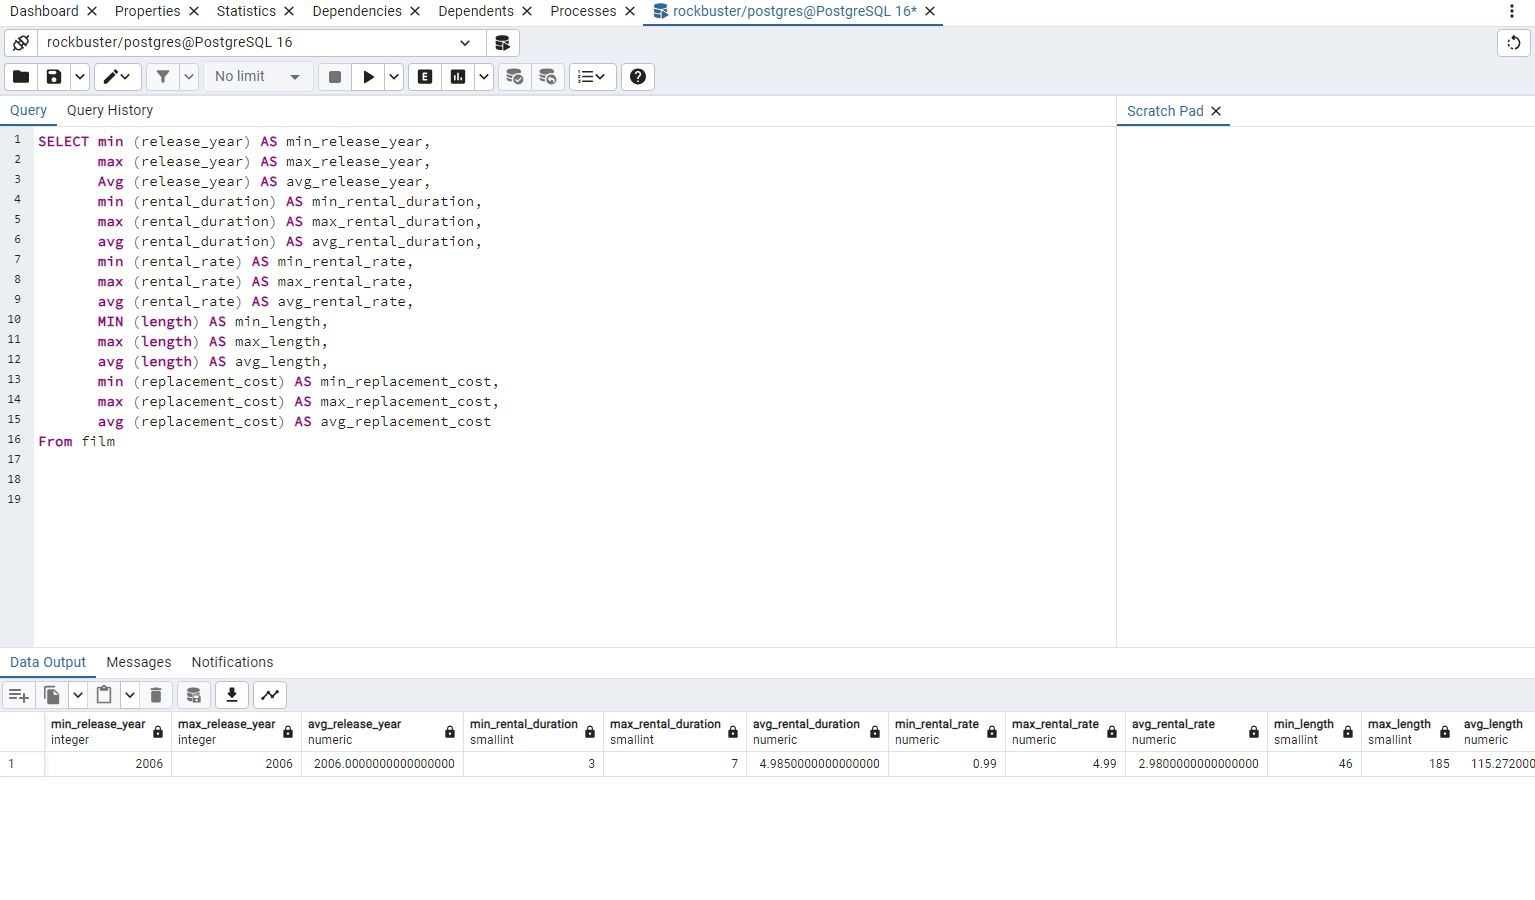 Dashboard × Properties × Statistics × Dependencies × Dependents × Processes × rockbuster/postgres@PostgreSQL 16* ×
rockbuster/postgres@PostgreSQL 16
No limit
E
Query Query History
Scratch Pad ×
1 SELECT min (release_year) AS min_release_year,
2 max (release_year) AS max_release_year,
3 Avg (release_year) AS avg_release_year,
4 min (rental_duration) AS min_rental_duration,
5 max (rental_duration) AS max_rental_duration,
6 avg (rental_duration) AS avg_rental_duration,
7 min (rental_rate) AS min_rental_rate,
8 max (rental_rate) AS max_rental_rate,
9 avg (rental_rate) AS avg_rental_rate,
10 MIN (length) AS min_length,
11 max (length) AS max_length,
12 avg (length) AS avg_length,
13 min (replacement_cost) AS min_replacement_cost,
14 max (replacement_cost) AS max_replacement_cost,
15 avg (replacement_cost) AS avg_replacement_cost
16 From film
17
18
19
Data Output Messages Notifications
min_release_year max_release_year avg_release_year min_rental_duration max_rental_duration avg_rental_duration min_rental_rate max_rental_rate avg_rental_rate min_length max_length avg_length
integer integer numeric smallint smallint numeric numeric numeric numeric smallint smallint numeric
1 2006 2006 2006.0000000000000000 3 7 4.9850000000000000 0.99 4.99 2.9800000000000000 46 185 115.272000